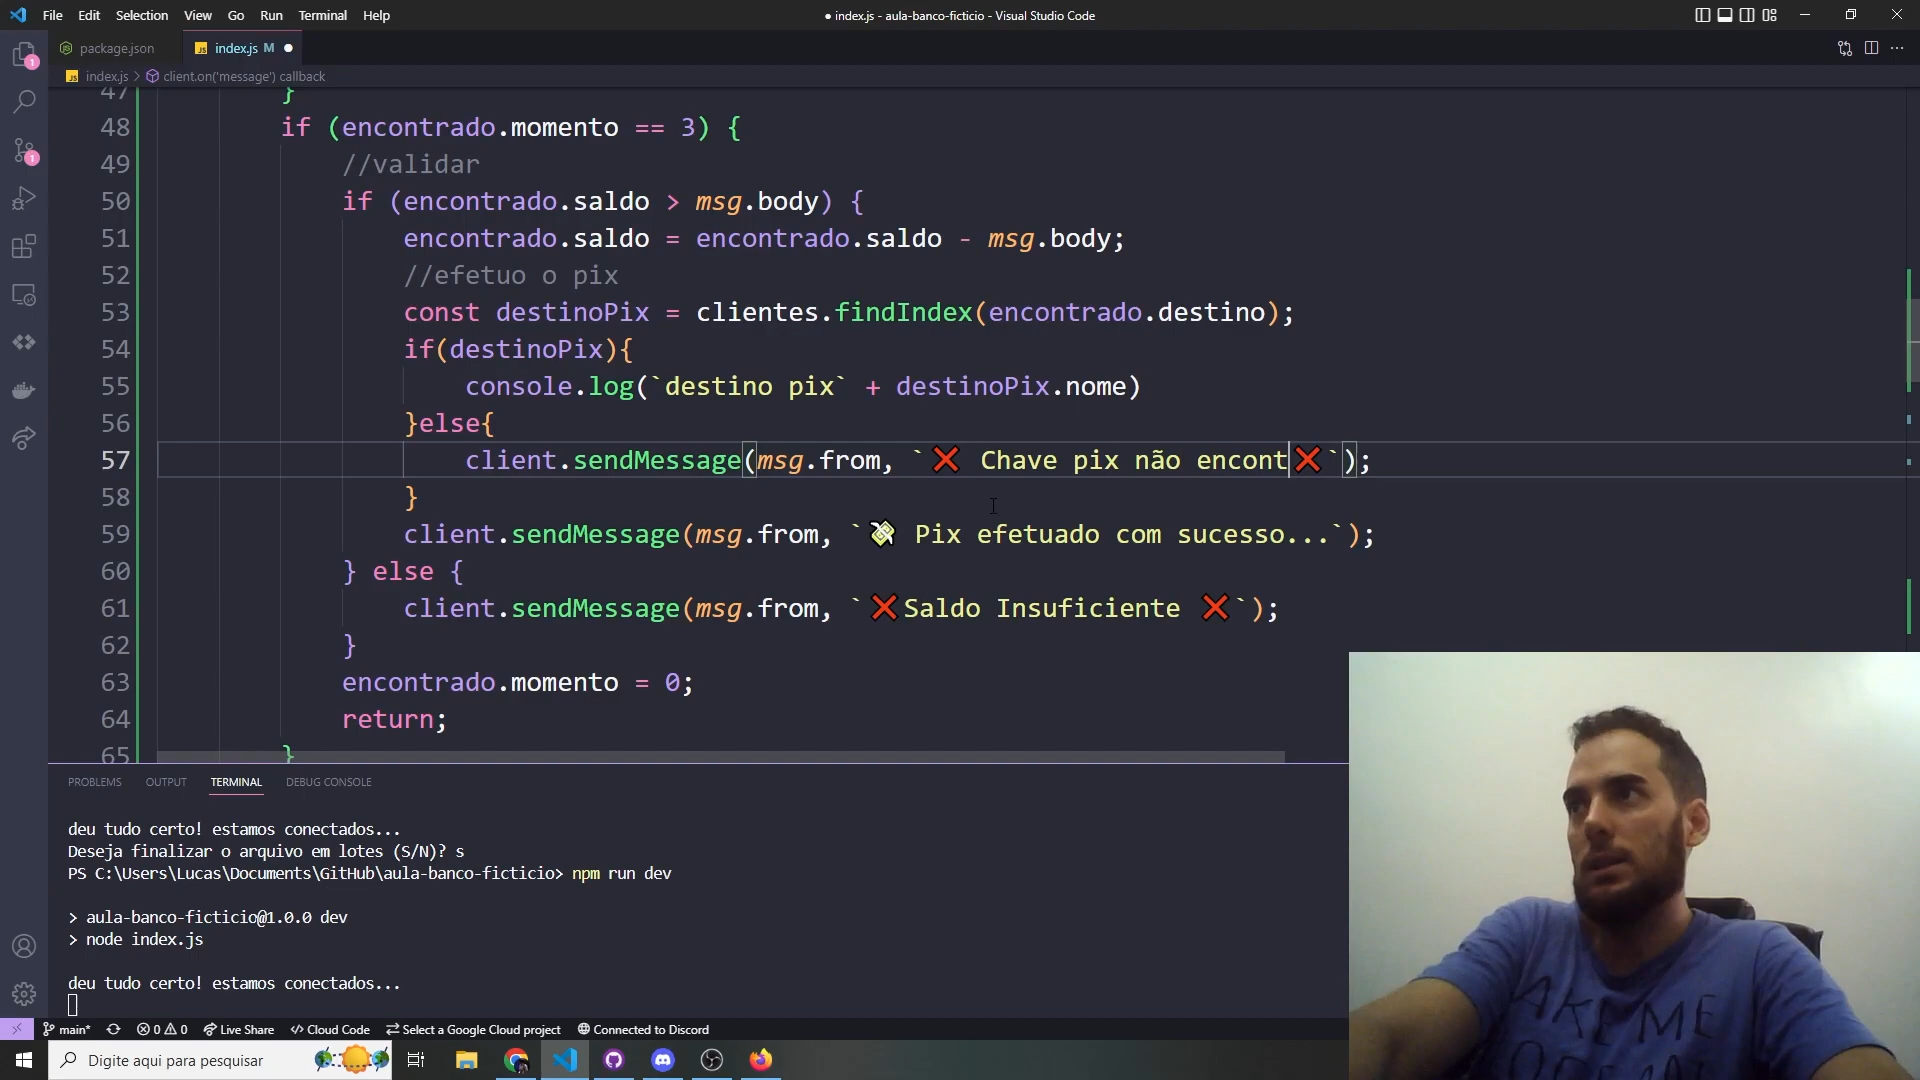 File Edit Selection View Go Run Terminal Help
● index.js - aula-banco-ficticio - Visual Studio Code
package.json
JS index.js M ●
JS index.js > client.on('message') callback
47 }
48 if (encontrado.momento == 3) {
49 //validar
50 if (encontrado.saldo > msg.body) {
51 encontrado.saldo = encontrado.saldo - msg.body;
52 //efetuo o pix
53 const destinoPix = clientes.findIndex(encontrado.destino);
54 if(destinoPix){
55 console.log(`destino pix` + destinoPix.nome)
56 }else{
57 client.sendMessage(msg.from, `❌ Chave pix não encont❌`);
58 }
59 client.sendMessage(msg.from, `💸 Pix efetuado com sucesso...`);
60 } else {
61 client.sendMessage(msg.from, `❌Saldo Insuficiente ❌`);
62 }
63 encontrado.momento = 0;
64 return;
65 }
PROBLEMS OUTPUT TERMINAL DEBUG CONSOLE
deu tudo certo! estamos conectados...
Deseja finalizar o arquivo em lotes (S/N)? s
PS C:\Users\Lucas\Documents\GitHub\aula-banco-ficticio> npm run dev
> aula-banco-ficticio@1.0.0 dev
> node index.js
deu tudo certo! estamos conectados...
main* 0 0 Live Share Cloud Code Select a Google Cloud project Connected to Discord
Digite aqui para pesquisar